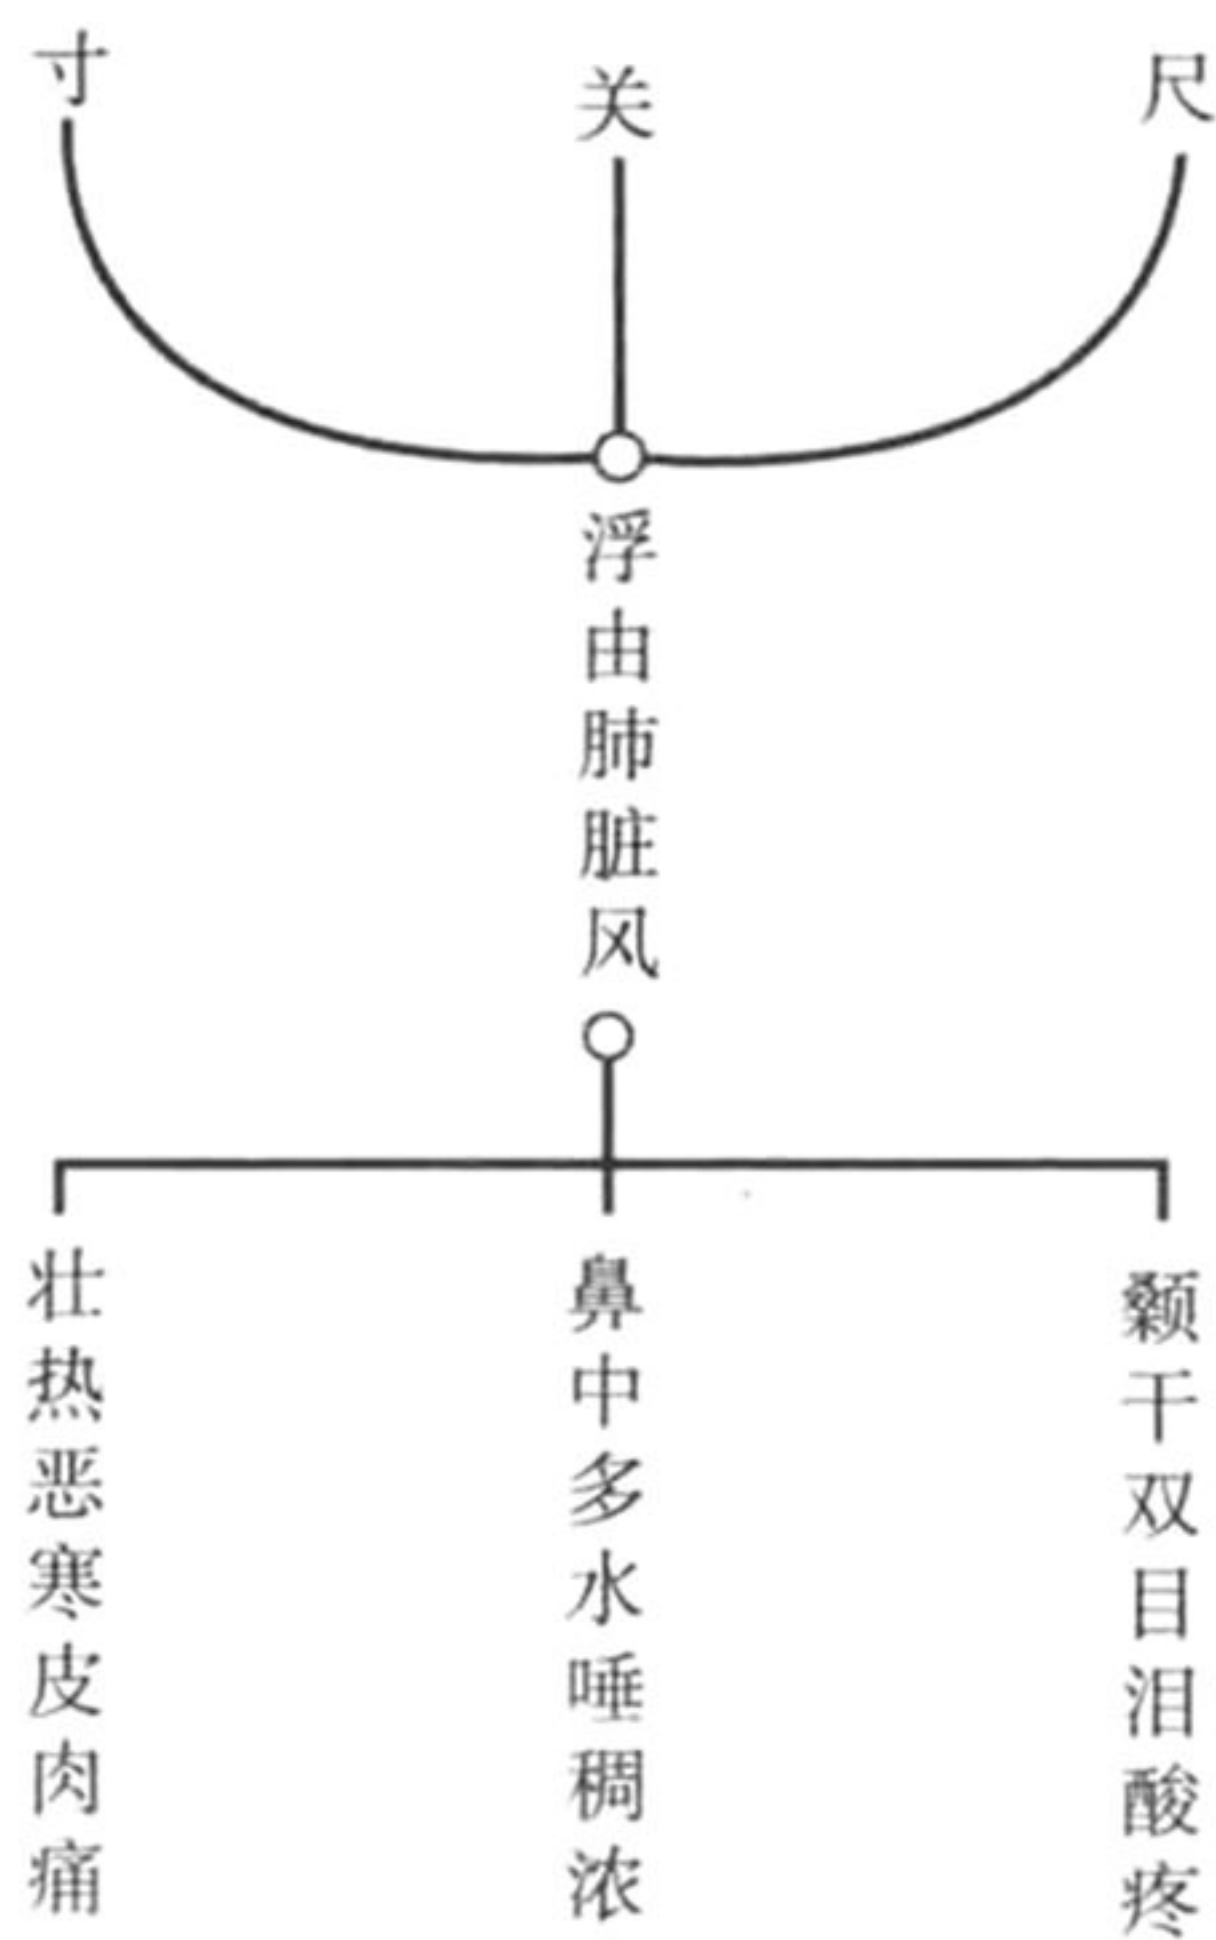 寸
关
尺
浮由肺脏风
壮热恶寒皮肉痛
鼻中多水唾稠浓
颡干双目泪酸疼